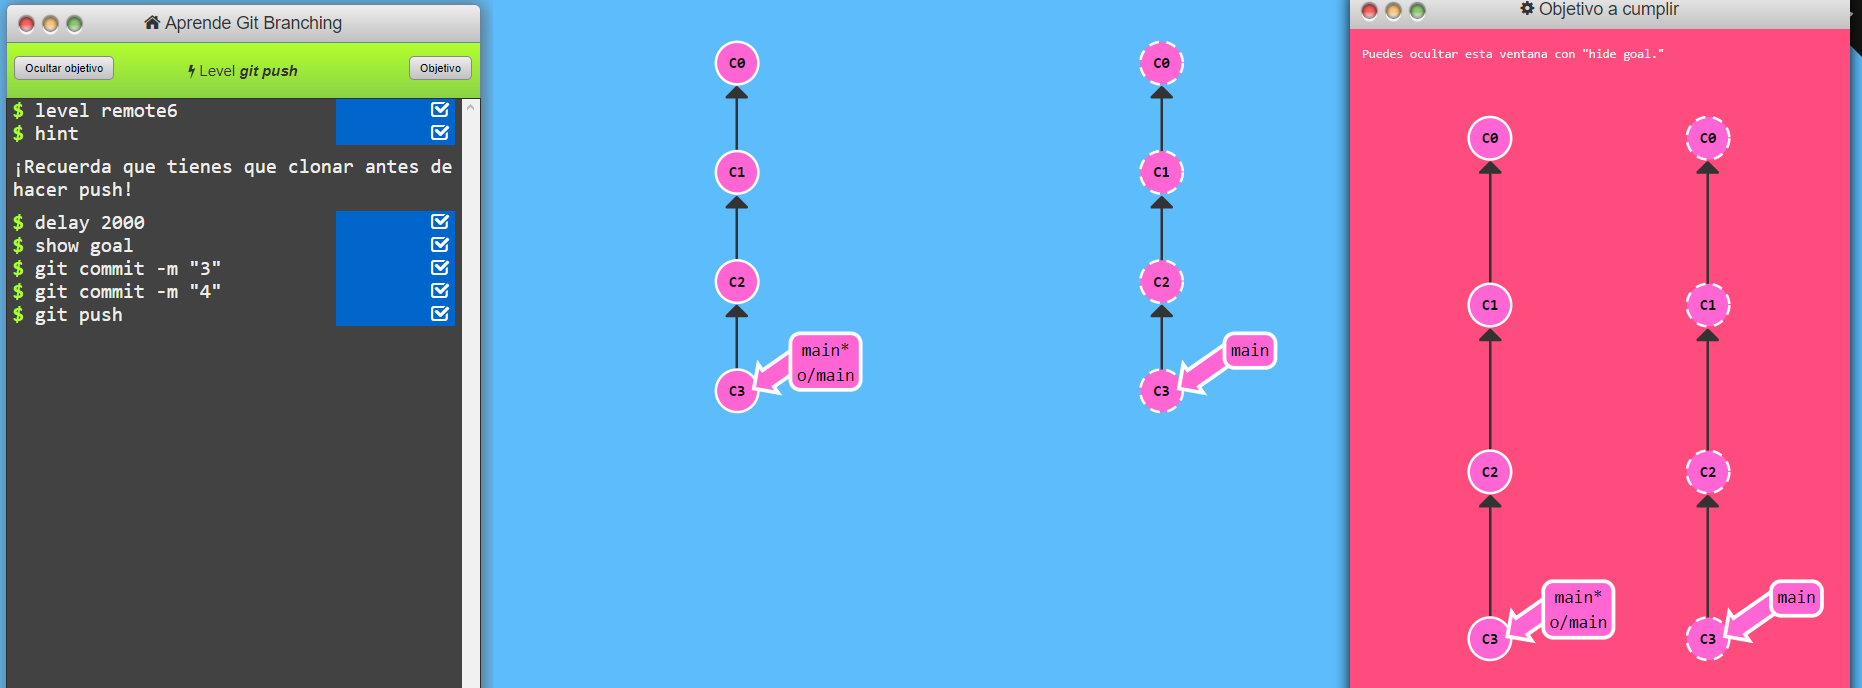 Aprende Git Branching
Ocultar objetivo
Level git push
Objetivo
$ level remote6
$ hint
¡Recuerda que tienes que clonar antes de
hacer push!
$ delay 2000
$ show goal
$ git commit -m "3"
$ git commit -m "4"
$ git push
C0
C1
C2
main*
o/main
C3
C0
C1
C2
main
C3
Objetivo a cumplir
Puedes ocultar esta ventana con "hide goal."
C0
C1
C2
main*
o/main
C3
C0
C1
C2
main
C3